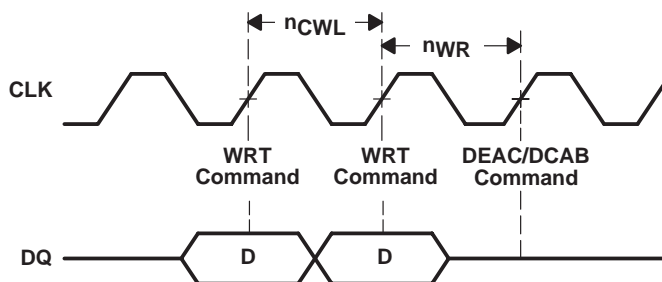 nCWL
nWR
CLK
WRT
Command
WRT
Command
DEAC/DCAB
Command
DQ
D
D